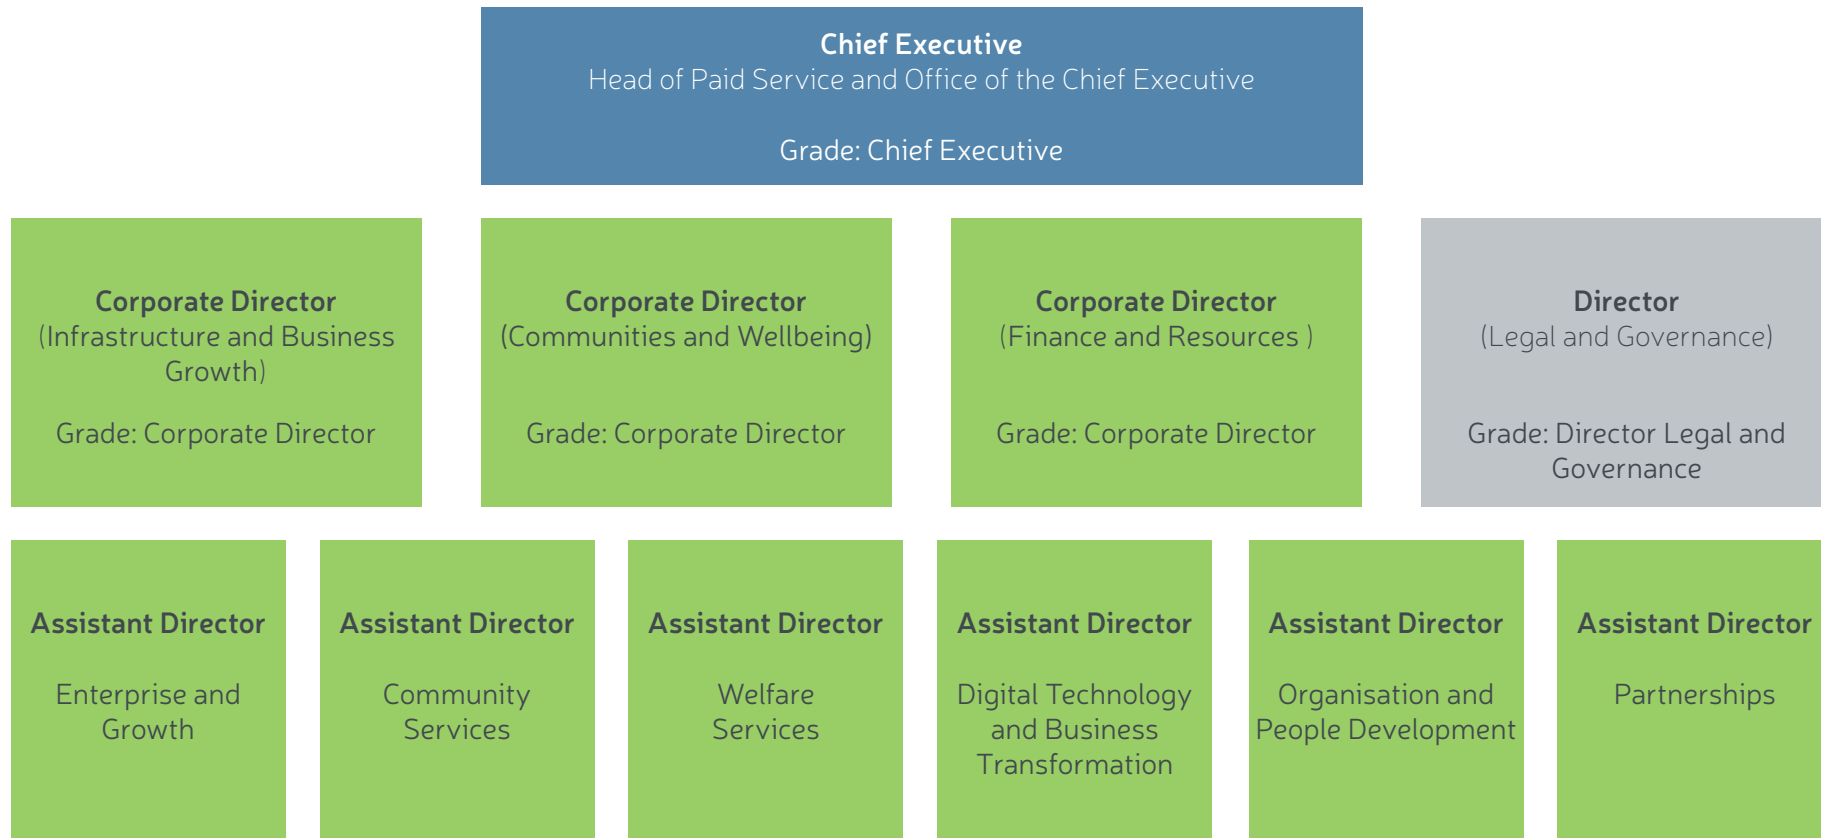 Chief Executive
Head of Paid Service and Office of the Chief Executive
Grade: Chief Executive
Corporate Director
(Infrastructure and Business
Growth)
Grade: Corporate Director
Corporate Director
(Communities and Wellbeing)
Grade: Corporate Director
Corporate Director
(Finance and Resources )
Grade: Corporate Director
Director
(Legal and Governance)
Grade: Director Legal and
Governance
Assistant Director
Enterprise and
Growth
Assistant Director
Community
Services
Assistant Director
Welfare
Services
Assistant Director
Digital Technology
and Business
Transformation
Assistant Director
Organisation and
People Development
Assistant Director
Partnerships